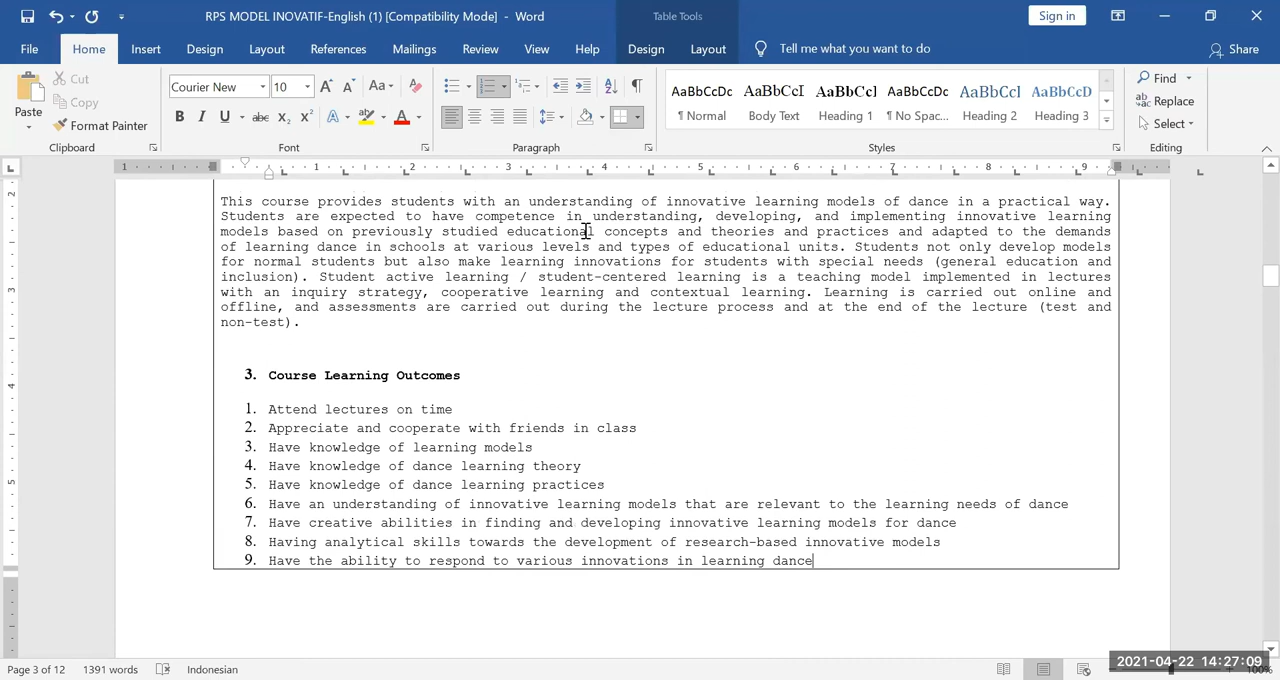 RPS MODEL INOVATIF-English (1) [Compatibility Mode] - Word
Table Tools
Sign in
File
Home
Insert
Design
Layout
References
Mailings
Review
View
Help
Design
Layout
Tell me what you want to do
Share
Paste
Cut
Copy
Format Painter
Clipboard
Courier New
10
Font
Paragraph
AaBbCcDc
¶ Normal
AaBbCcI
Body Text
AaBbCcl
Heading 1
AaBbCcDc
¶ No Spac...
AaBbCcl
Heading 2
AaBbCcD
Heading 3
Styles
Find
Replace
Select
Editing
This course provides students with an understanding of innovative learning models of dance in a practical way.
Students are expected to have competence in understanding, developing, and implementing innovative learning
models based on previously studied educational concepts and theories and practices and adapted to the demands
of learning dance in schools at various levels and types of educational units. Students not only develop models
for normal students but also make learning innovations for students with special needs (general education and
inclusion). Student active learning / student-centered learning is a teaching model implemented in lectures
with an inquiry strategy, cooperative learning and contextual learning. Learning is carried out online and
offline, and assessments are carried out during the lecture process and at the end of the lecture (test and
non-test).
3. Course Learning Outcomes
1. Attend lectures on time
2. Appreciate and cooperate with friends in class
3. Have knowledge of learning models
4. Have knowledge of dance learning theory
5. Have knowledge of dance learning practices
6. Have an understanding of innovative learning models that are relevant to the learning needs of dance
7. Have creative abilities in finding and developing innovative learning models for dance
8. Having analytical skills towards the development of research-based innovative models
9. Have the ability to respond to various innovations in learning dance
Page 3 of 12
1391 words
Indonesian
2021-04-22 14:27:09
100%